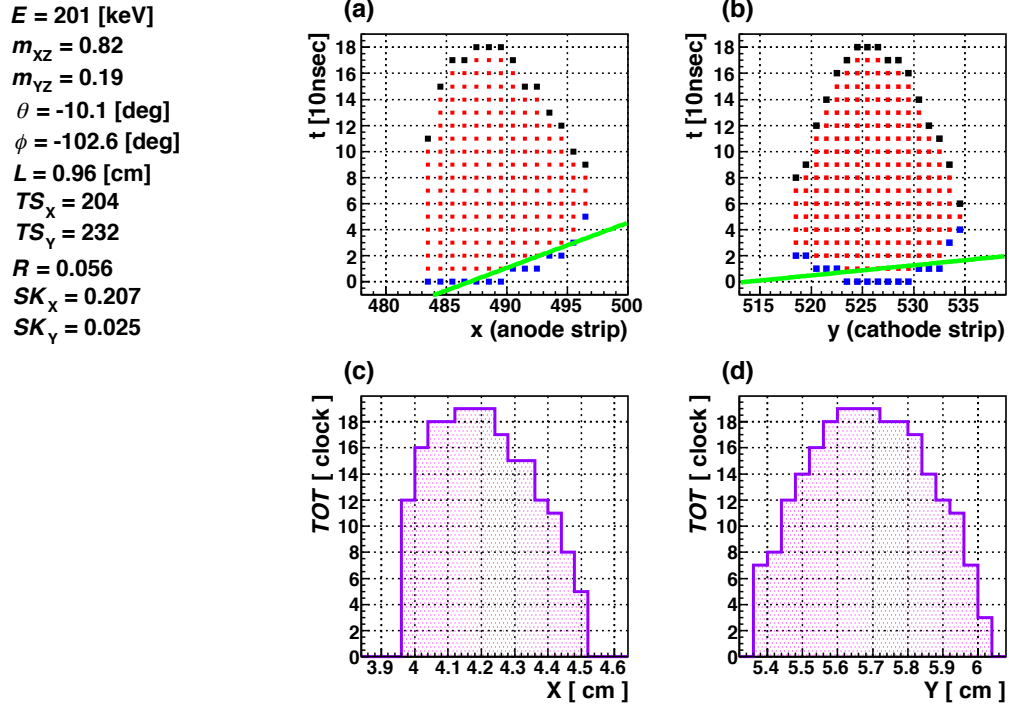 E = 201 [keV]
m_XZ = 0.82
m_YZ = 0.19
θ = -10.1 [deg]
ϕ = -102.6 [deg]
L = 0.96 [cm]
TS_X = 204
TS_Y = 232
R = 0.056
SK_X = 0.207
SK_Y = 0.025
(a)
t [10nsec]
18
16
14
12
10
8
6
4
2
0
480 485 490 495 500
x (anode strip)
(b)
t [10nsec]
18
16
14
12
10
8
6
4
2
0
515 520 525 530 535
y (cathode strip)
(c)
TOT [ clock]
18
16
14
12
10
8
6
4
2
0
3.9 4 4.1 4.2 4.3 4.4 4.5 4.6
X [ cm]
(d)
TOT [ clock]
18
16
14
12
10
8
6
4
2
0
5.4 5.5 5.6 5.7 5.8 5.9 6
Y [ cm]